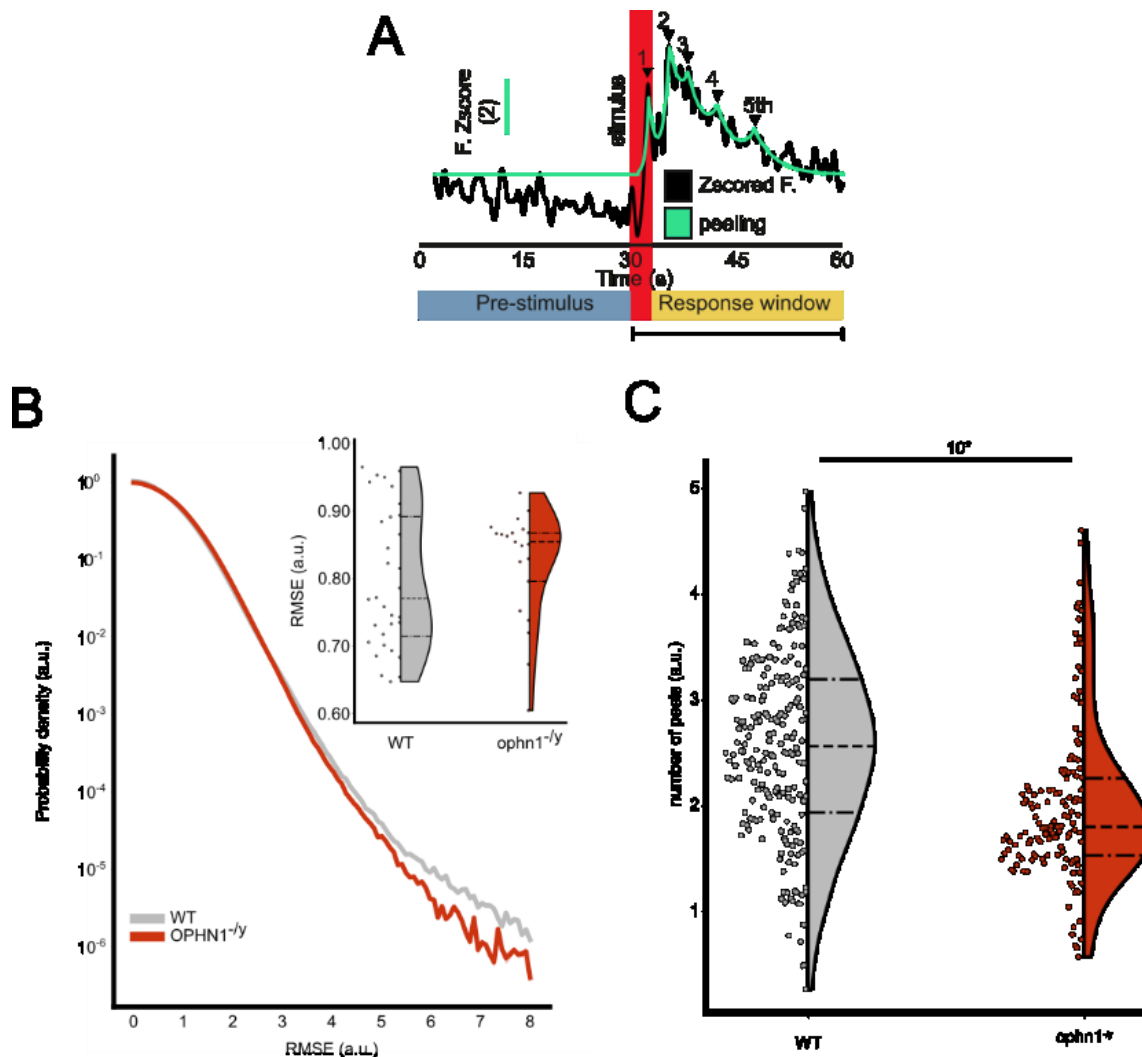 A
F. Zscore
(2)
stimulus
1
2
3
4
5th
Zscored F.
peeling
0 15 30 45 60
Time (s)
Pre-stimulus
Response window
B
Probability density (a.u.)
10⁰
10⁻¹
10⁻²
10⁻³
10⁻⁴
10⁻⁵
10⁻⁶
WT
OPHN1⁻/ʸ
0 1 2 3 4 5 6 7 8
RMSE (a.u.)
RMSE (a.u.)
1.00
0.90
0.80
0.70
0.60
WT
ophn1⁻/ʸ
C
number of peels (a.u.)
5
4
3
2
1
WT